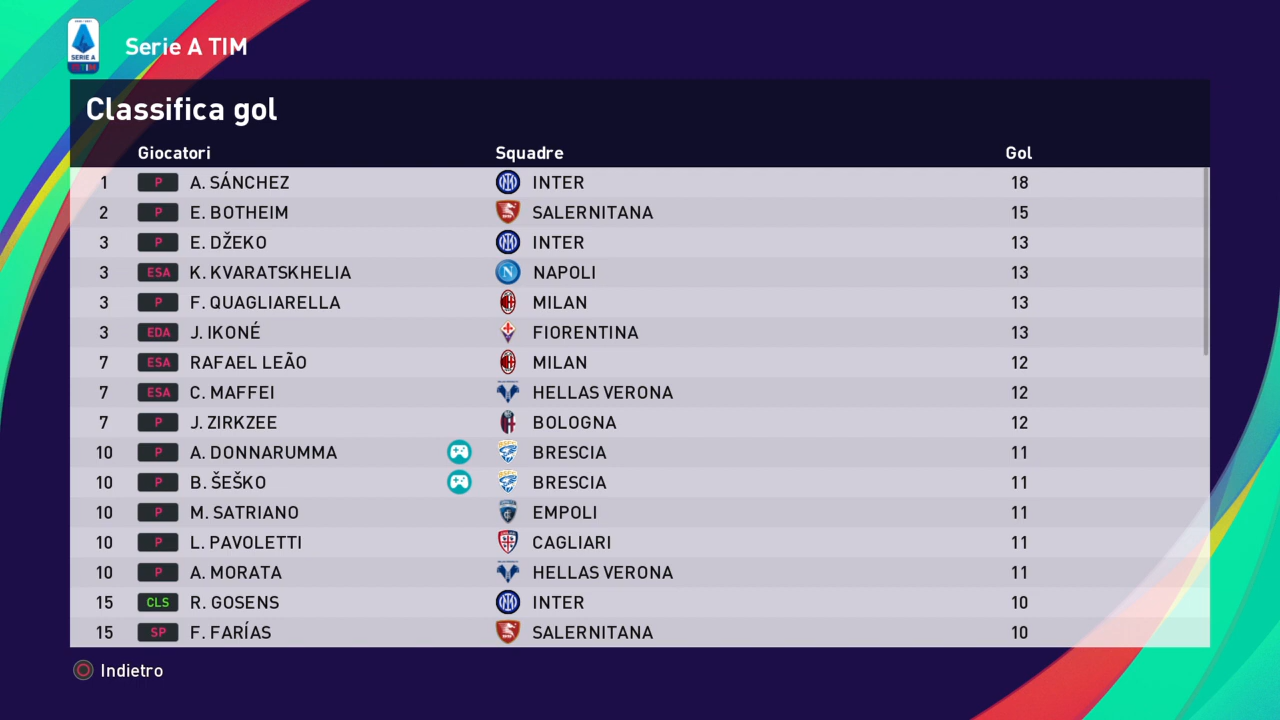 Serie A TIM
Classifica gol
Giocatori Squadre Gol
1 P A. SÁNCHEZ INTER 18
2 P E. BOTHEIM SALERNITANA 15
3 P E. DŽEKO INTER 13
3 ESA K. KVARATSKHELIA NAPOLI 13
3 P F. QUAGLIARELLA MILAN 13
3 EDA J. IKONÉ FIORENTINA 13
7 ESA RAFAEL LEÃO MILAN 12
7 ESA C. MAFFEI HELLAS VERONA 12
7 P J. ZIRKZEE BOLOGNA 12
10 P A. DONNARUMMA BRESCIA 11
10 P B. ŠEŠKO BRESCIA 11
10 P M. SATRIANO EMPOLI 11
10 P L. PAVOLETTI CAGLIARI 11
10 P A. MORATA HELLAS VERONA 11
15 CLS R. GOSENS INTER 10
15 SP F. FARÍAS SALERNITANA 10
Indietro